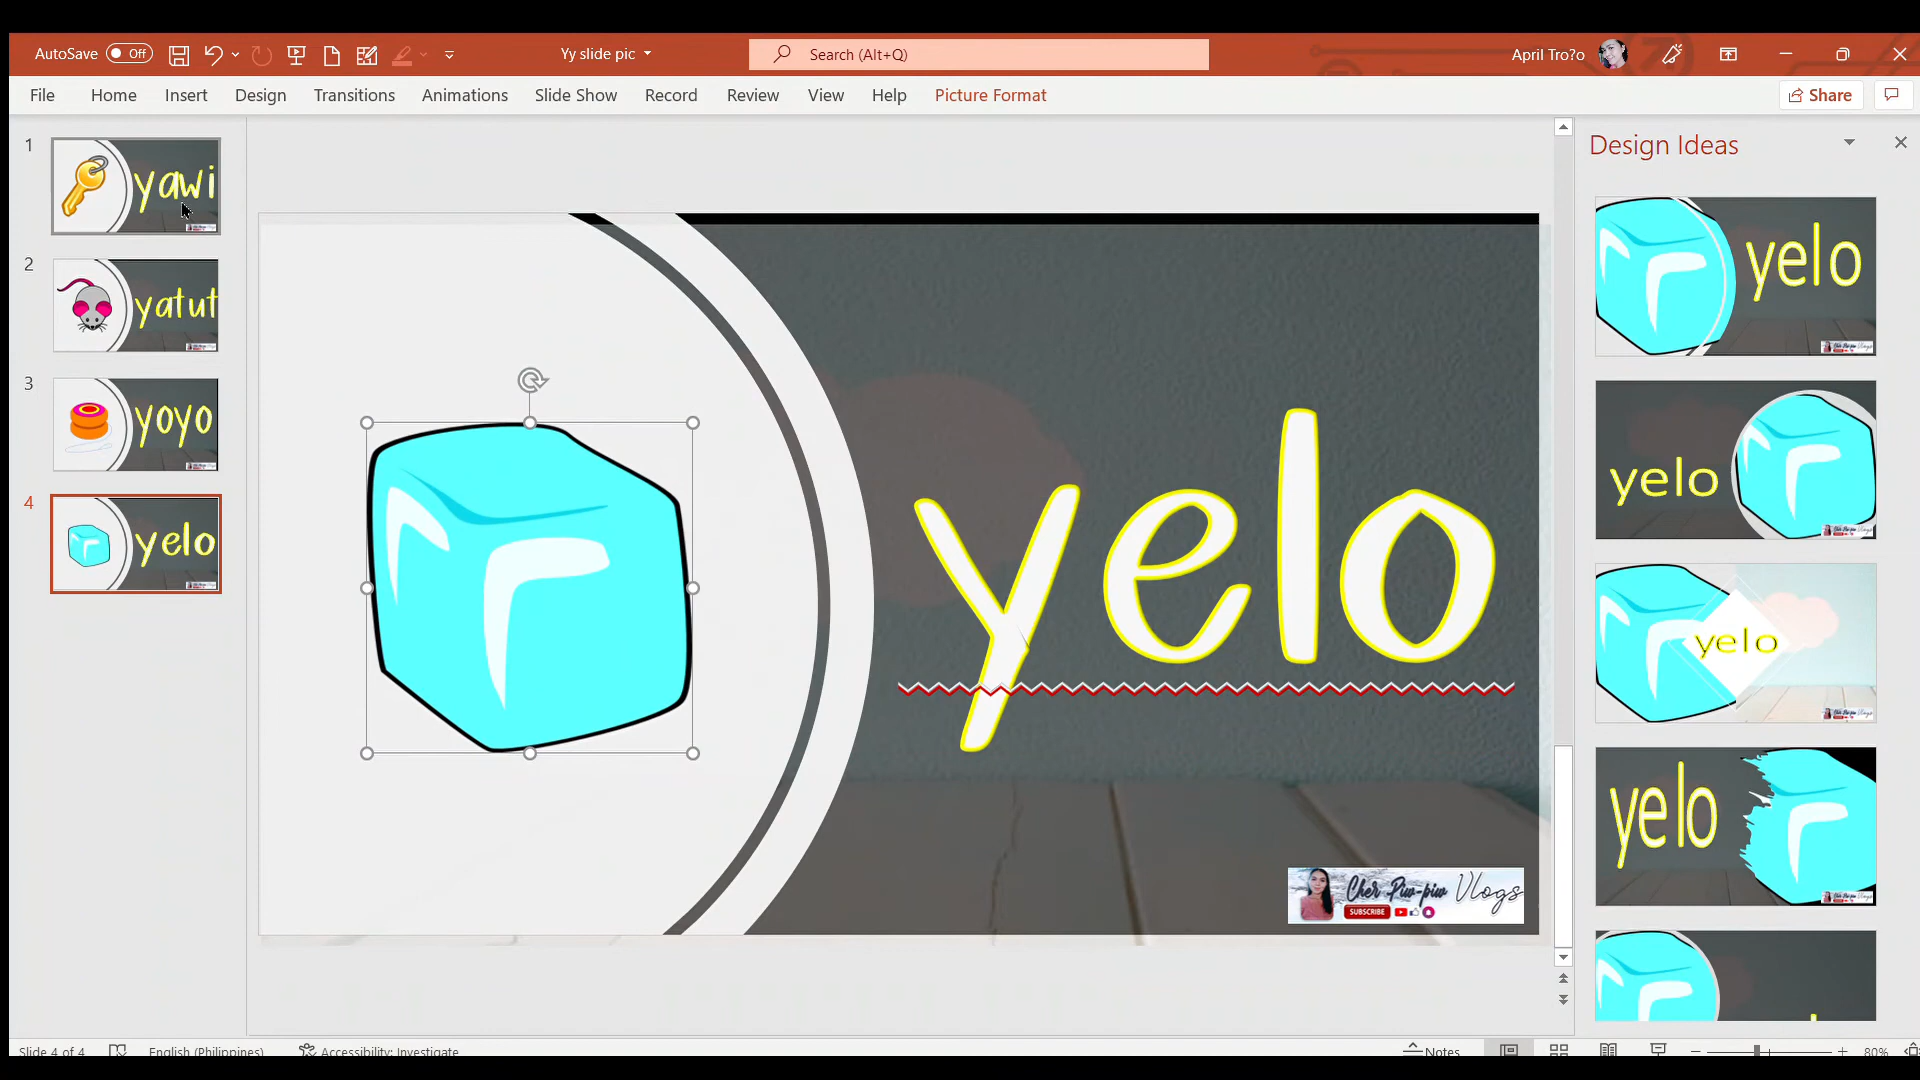 AutoSave Off
Yy slide pic
Search (Alt+Q)
April Tro?o
File Home Insert Design Transitions Animations Slide Show Record Review View Help Picture Format
Share
1
yawi
2
yatut
3
yoyo
4
yelo
yelo
Cher Piw-piw Vlogs
SUBSCRIBE
Design Ideas
yelo
yelo
yelo
yelo
Slide 4 of 4
English (Philippines)
Accessibility: Investigate
Notes
80%